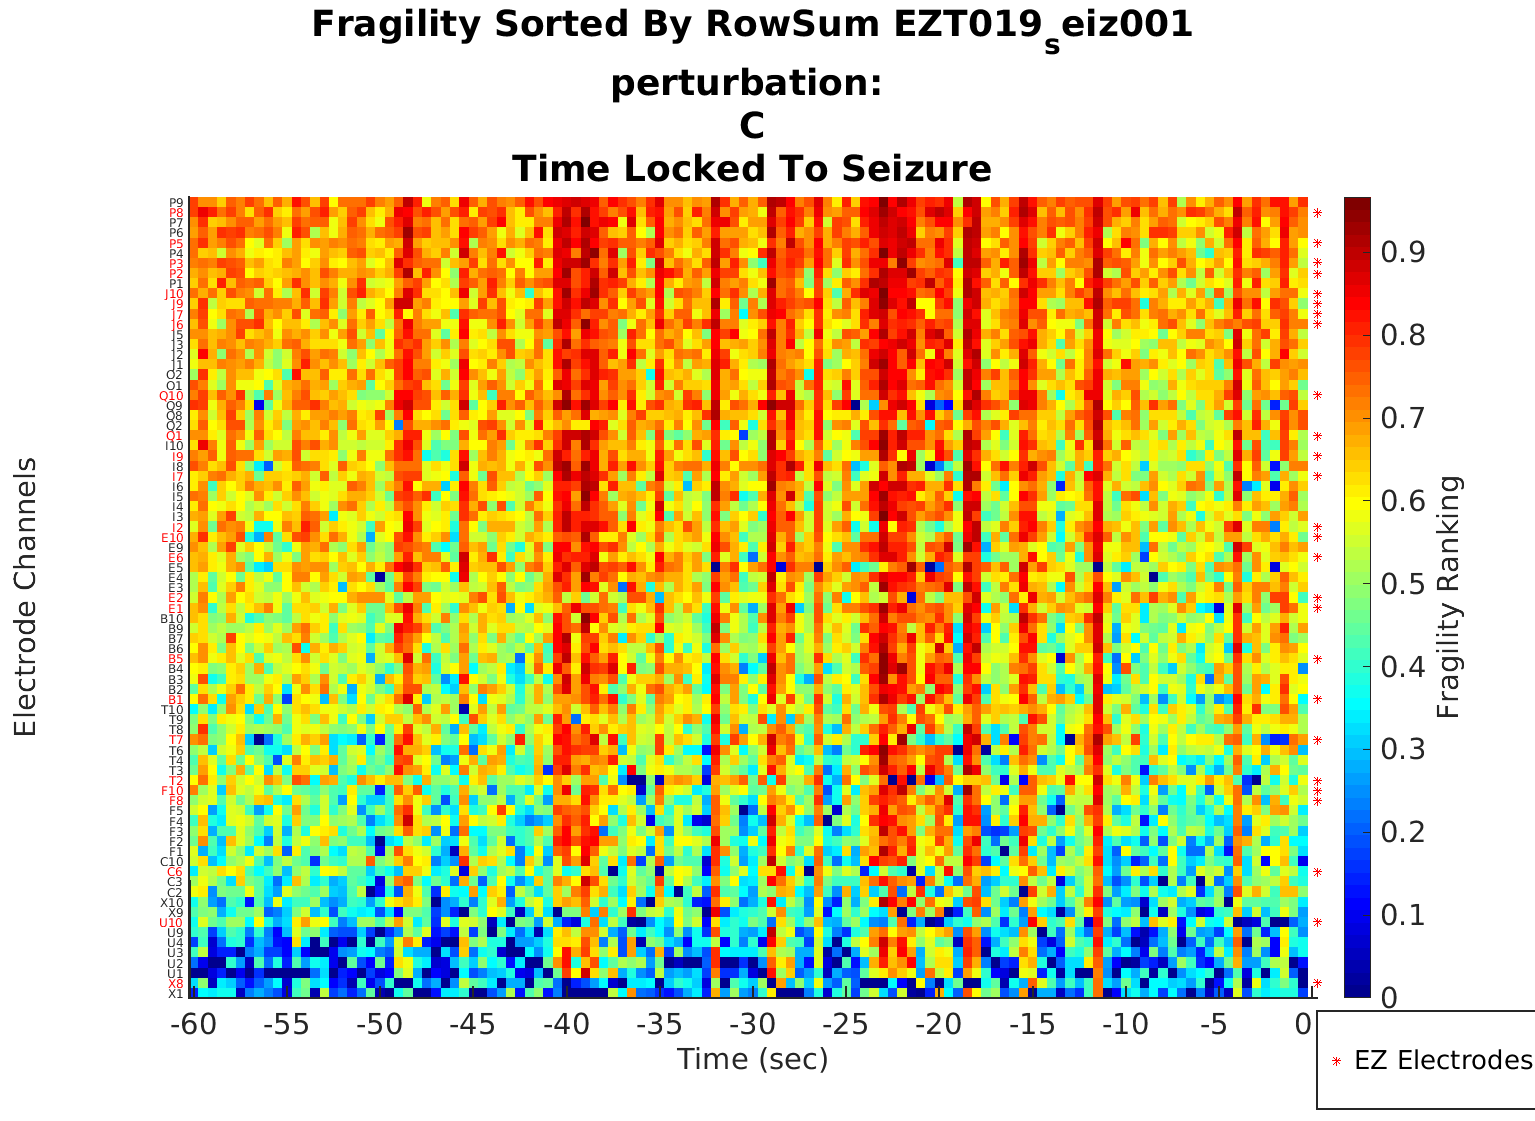 Fragility Sorted By RowSum EZT019seiz001
perturbation:
C
Time Locked To Seizure
Electrode Channels
P9
P8
P7
P6
P5
P4
P3
P2
P1
J10
J9
J7
J6
J5
J3
J2
J1
O2
O1
Q10
Q9
Q8
Q2
Q1
I10
I9
I8
I7
I6
I5
I4
I3
I2
E10
E9
E6
E5
E4
E3
E2
E1
B10
B9
B7
B6
B5
B4
B3
B2
B1
T10
T9
T8
T7
T6
T4
T3
T2
F10
F8
F5
F4
F3
F2
F1
C10
C6
C3
C2
X10
X9
U10
U9
U4
U3
U2
U1
X8
X1
-60 -55 -50 -45 -40 -35 -30 -25 -20 -15 -10 -5 0
Time (sec)
0.9
0.8
0.7
0.6
0.5
0.4
0.3
0.2
0.1
0
Fragility Ranking
EZ Electrodes